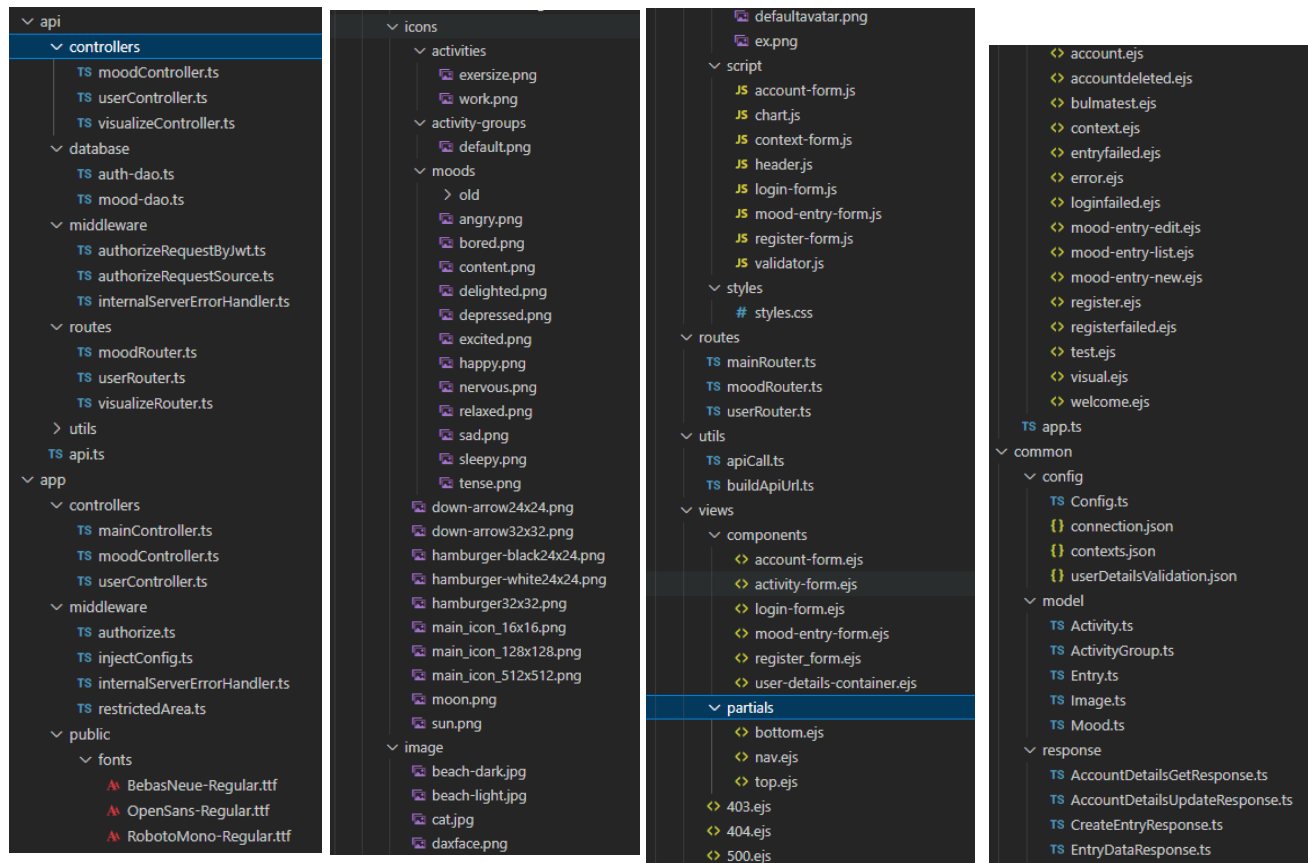 api
controllers
TS moodController.ts
TS userController.ts
TS visualizeController.ts
database
TS auth-dao.ts
TS mood-dao.ts
middleware
TS authorizeRequestByJwt.ts
TS authorizeRequestSource.ts
TS internalServerErrorHandler.ts
routes
TS moodRouter.ts
TS userRouter.ts
TS visualizeRouter.ts
utils
TS api.ts
app
controllers
TS mainController.ts
TS moodController.ts
TS userController.ts
middleware
TS authorize.ts
TS injectConfig.ts
TS internalServerErrorHandler.ts
TS restrictedArea.ts
public
fonts
BebasNeue-Regular.ttf
OpenSans-Regular.ttf
RobotoMono-Regular.ttf
icons
activities
exersize.png
work.png
activity-groups
default.png
moods
old
angry.png
bored.png
content.png
delighted.png
depressed.png
excited.png
happy.png
nervous.png
relaxed.png
sad.png
sleepy.png
tense.png
down-arrow24x24.png
down-arrow32x32.png
hamburger-black24x24.png
hamburger-white24x24.png
hamburger32x32.png
main_icon_16x16.png
main_icon_128x128.png
main_icon_512x512.png
moon.png
sun.png
image
beach-dark.jpg
beach-light.jpg
cat.jpg
daxface.png
defaultavatar.png
ex.png
script
JS account-form.js
JS chart.js
JS context-form.js
JS header.js
JS login-form.js
JS mood-entry-form.js
JS register-form.js
JS validator.js
styles
# styles.css
routes
TS mainRouter.ts
TS moodRouter.ts
TS userRouter.ts
utils
TS apiCall.ts
TS buildApiUrl.ts
views
components
<> account-form.ejs
<> activity-form.ejs
<> login-form.ejs
<> mood-entry-form.ejs
<> register_form.ejs
<> user-details-container.ejs
partials
<> bottom.ejs
<> nav.ejs
<> top.ejs
<> 403.ejs
<> 404.ejs
<> 500.ejs
<> account.ejs
<> accountdeleted.ejs
<> bulmatest.ejs
<> context.ejs
<> entryfailed.ejs
<> error.ejs
<> loginfailed.ejs
<> mood-entry-edit.ejs
<> mood-entry-list.ejs
<> mood-entry-new.ejs
<> register.ejs
<> registerfailed.ejs
<> test.ejs
<> visual.ejs
<> welcome.ejs
TS app.ts
common
config
TS Config.ts
{} connection.json
{} contexts.json
{} userDetailsValidation.json
model
TS Activity.ts
TS ActivityGroup.ts
TS Entry.ts
TS Image.ts
TS Mood.ts
response
TS AccountDetailsGetResponse.ts
TS AccountDetailsUpdateResponse.ts
TS CreateEntryResponse.ts
TS EntryDataResponse.ts